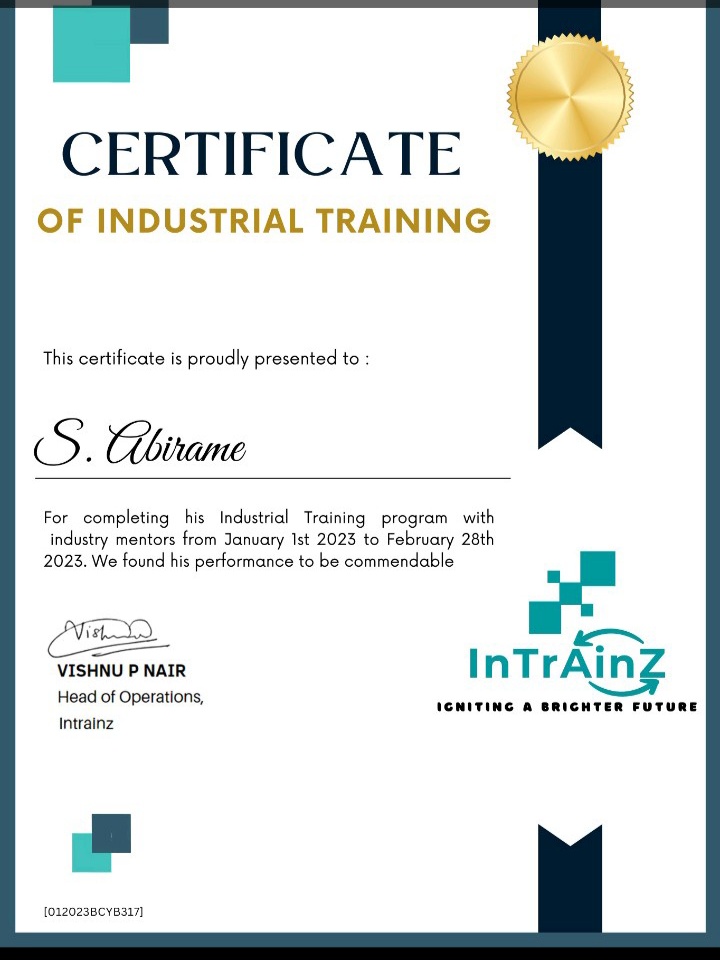 CERTIFICATE
OF INDUSTRIAL TRAINING
This certificate is proudly presented to :
S. Abirame
For completing his Industrial Training program with
industry mentors from January 1st 2023 to February 28th
2023. We found his performance to be commendable
Vishnu
VISHNU P NAIR
Head of Operations,
Intrainz
InTrAinZ
IGNITING A BRIGHTER FUTURE
[012023BCYB317]